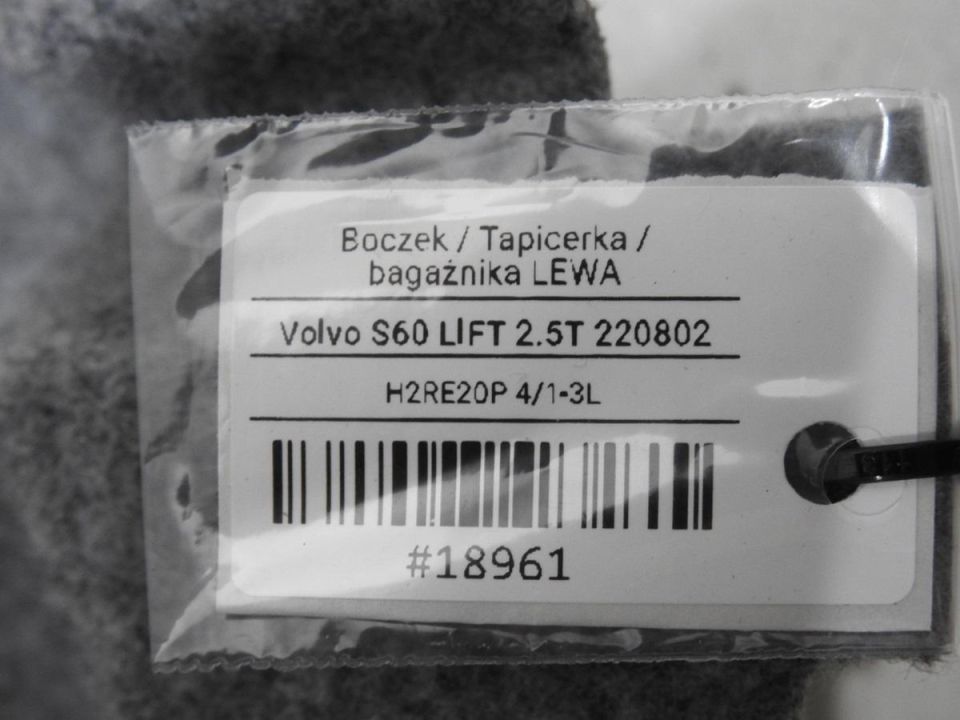 Boczek / Tapicerka /
bagażnika LEWA
Volvo S60 LIFT 2.5T 220802
H2RE20P 4/1-3L
#18961